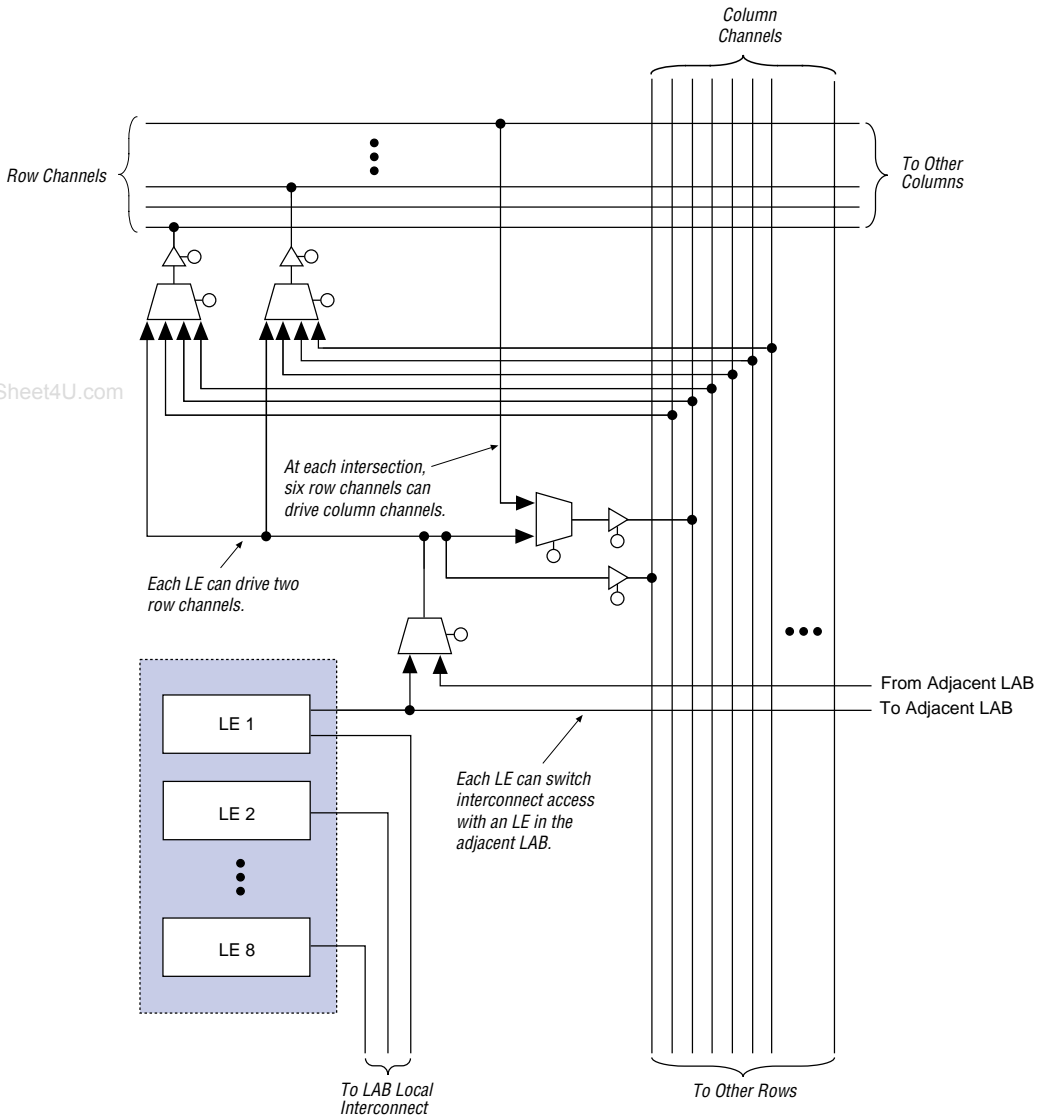 Column
Channels
Row Channels
To Other
Columns
Sheet4U.com
At each intersection,
six row channels can
drive column channels.
Each LE can drive two
row channels.
From Adjacent LAB
To Adjacent LAB
LE 1
Each LE can switch
interconnect access
with an LE in the
adjacent LAB.
LE 2
LE 8
To LAB Local
Interconnect
To Other Rows